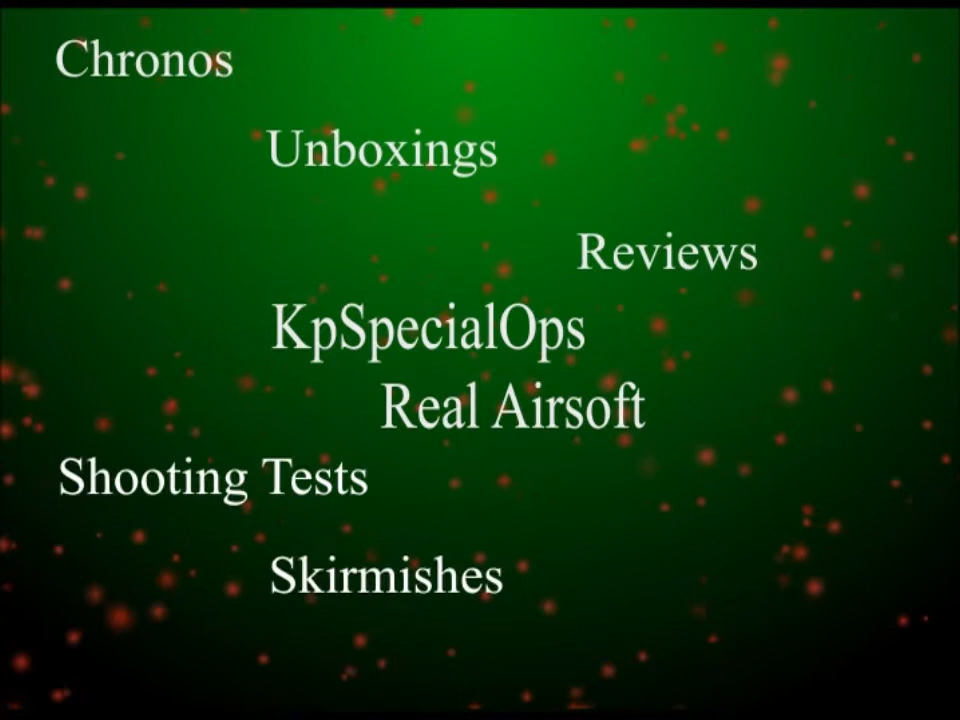 Chronos
Unboxings
Reviews
KpSpecialOps
Real Airsoft
Shooting Tests
Skirmishes